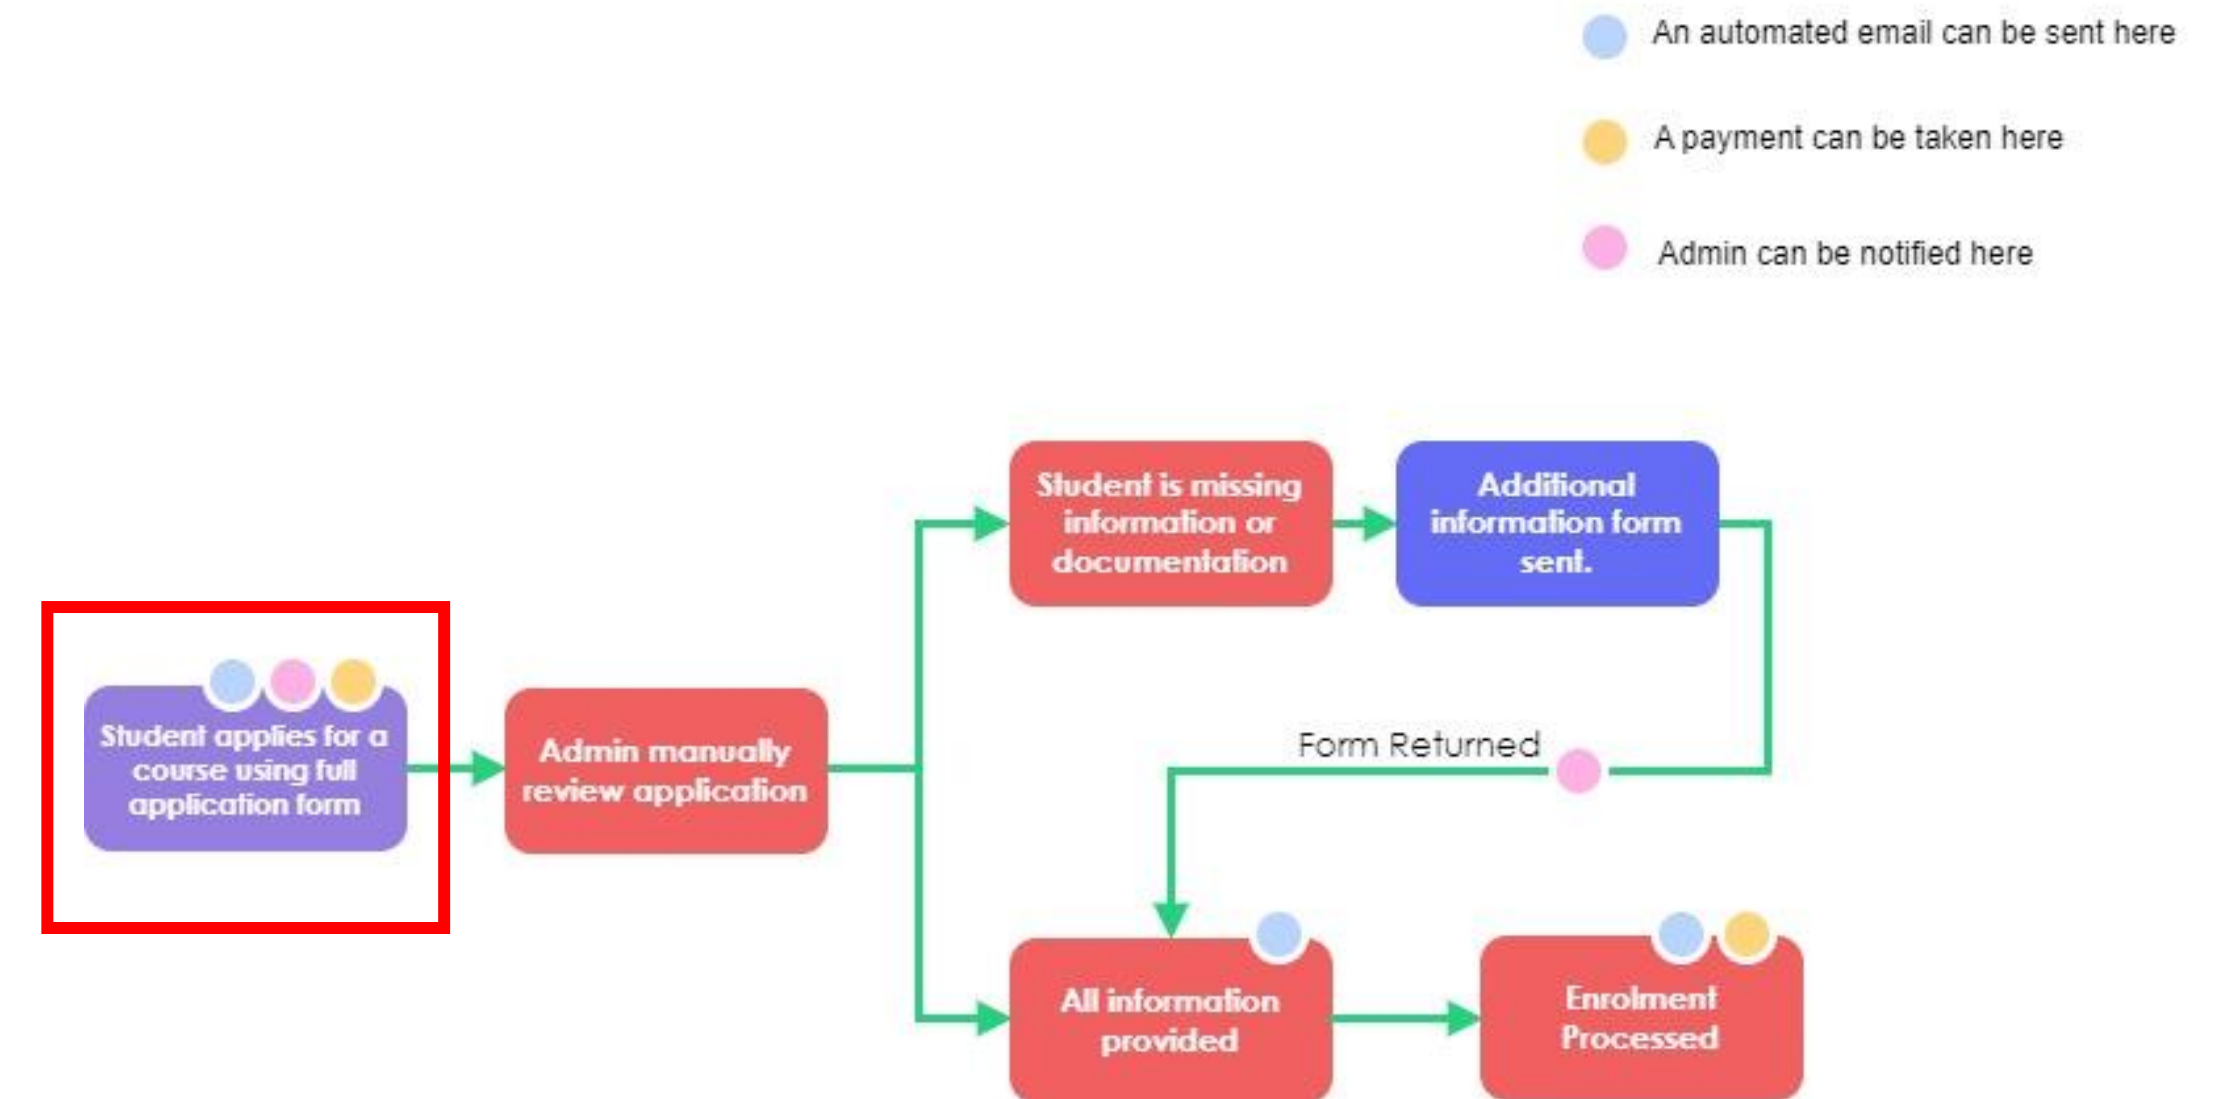 An automated email can be sent here
A payment can be taken here
Admin can be notified here
Student is missing
information or
documentation
Additional
information form
sent.
Student applies for a
course using full
application form
Admin manually
review application
Form Returned
All information
provided
Enrolment
Processed